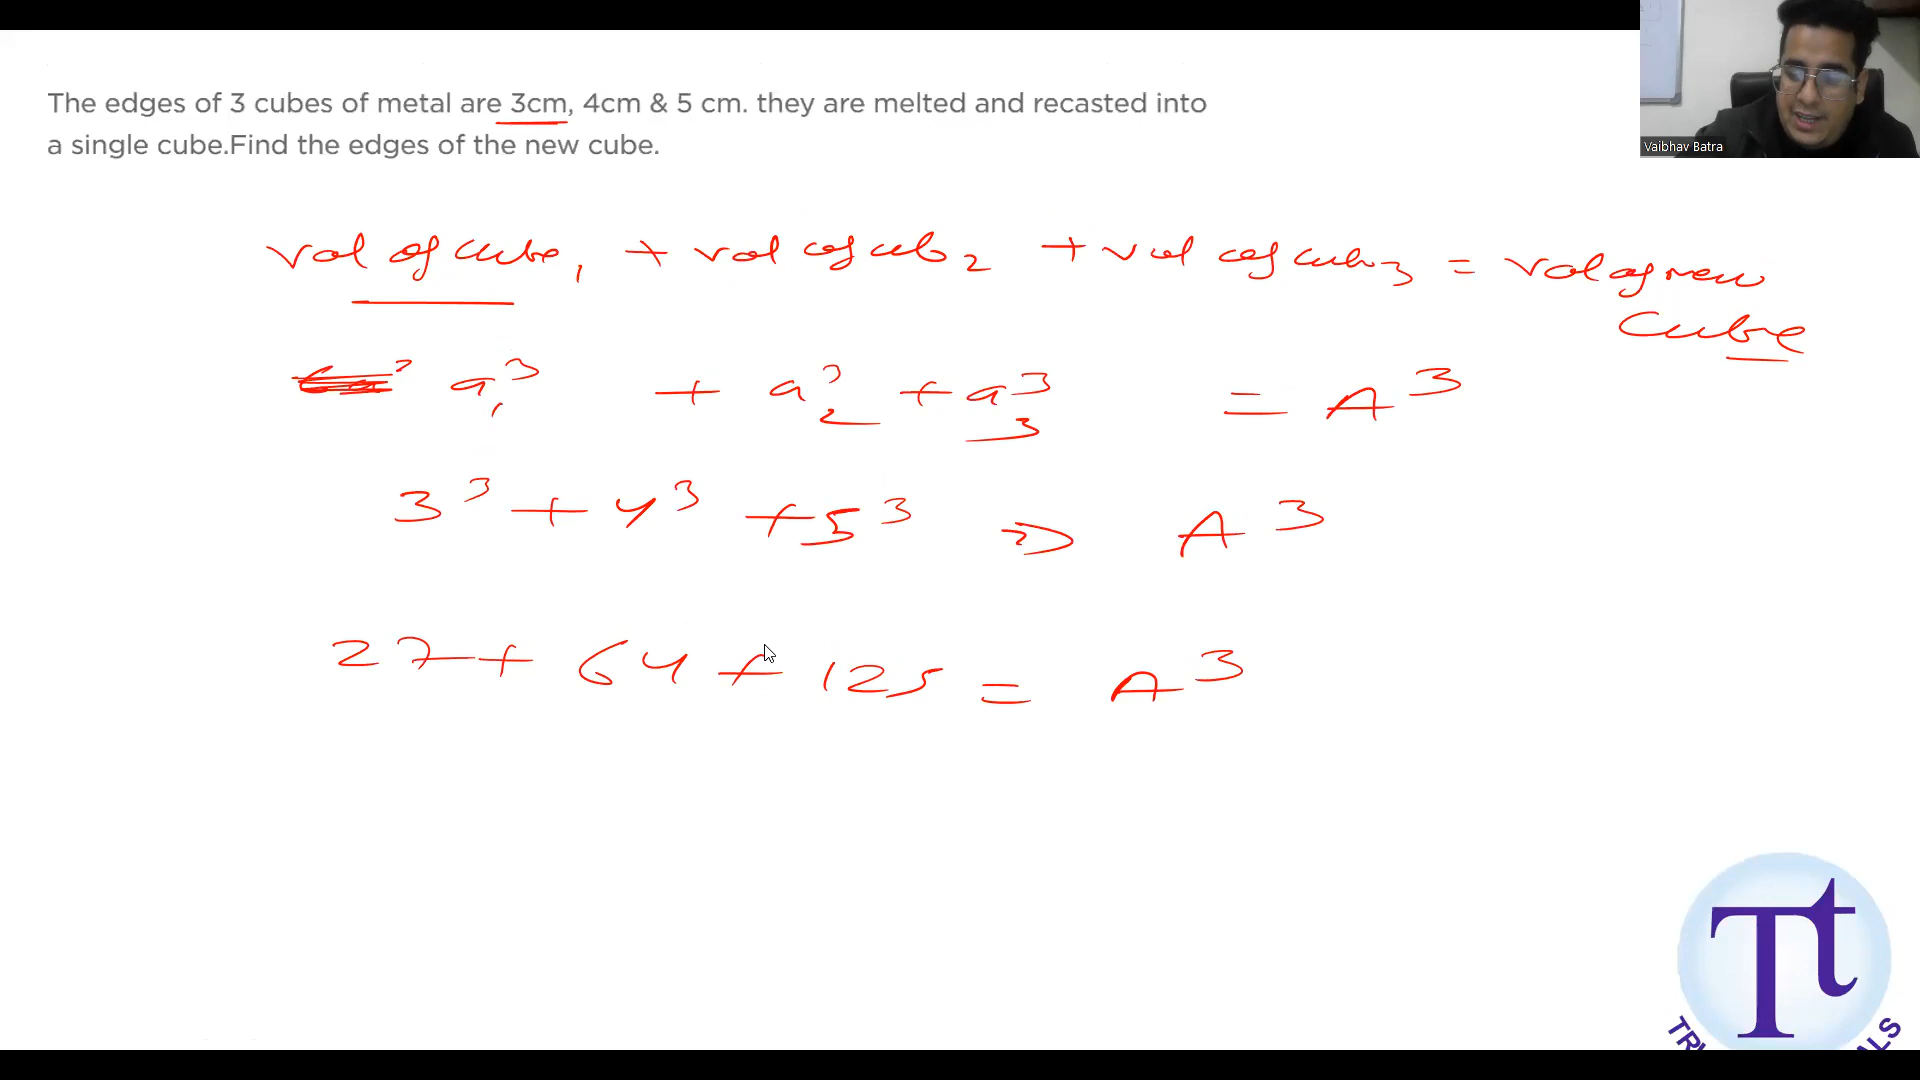 The edges of 3 cubes of metal are 3cm, 4cm & 5 cm. they are melted and recasted into
a single cube.Find the edges of the new cube.
Vaibhav Batra
vol of cube₁ + vol of cub₂ + vol of cub₃ = vol of new
cube
a₁³ + a₂³ + a₃³ = A³
3³ + 4³ + 5³ ⇒ A³
27 + 64 + 125 = A³
Tt